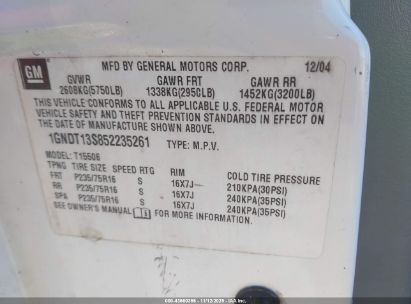 GM
MFD BY GENERAL MOTORS CORP. 12/04
GVWR GAWR FRT GAWR RR
2608KG(5750LB) 1338KG(2950LB) 1452KG(3200LB)
THIS VEHICLE CONFORMS TO ALL APPLICABLE U.S. FEDERAL MOTOR
VEHICLE SAFETY AND THEFT PREVENTION STANDARDS IN EFFECT ON
THE DATE OF MANUFACTURE SHOWN ABOVE.
1GNDT13S852235261 TYPE: M.P.V.
MODEL: T15506
TPNG TIRE SIZE SPEED RTG RIM COLD TIRE PRESSURE
FRT P235/75R16 S 16X7J 210KPA(30PSI)
RR P235/75R16 S 16X7J 240KPA(35PSI)
SPA P235/75R16 S 16X7J 240KPA(35PSI)
SEE OWNER'S MANUAL FOR MORE INFORMATION.